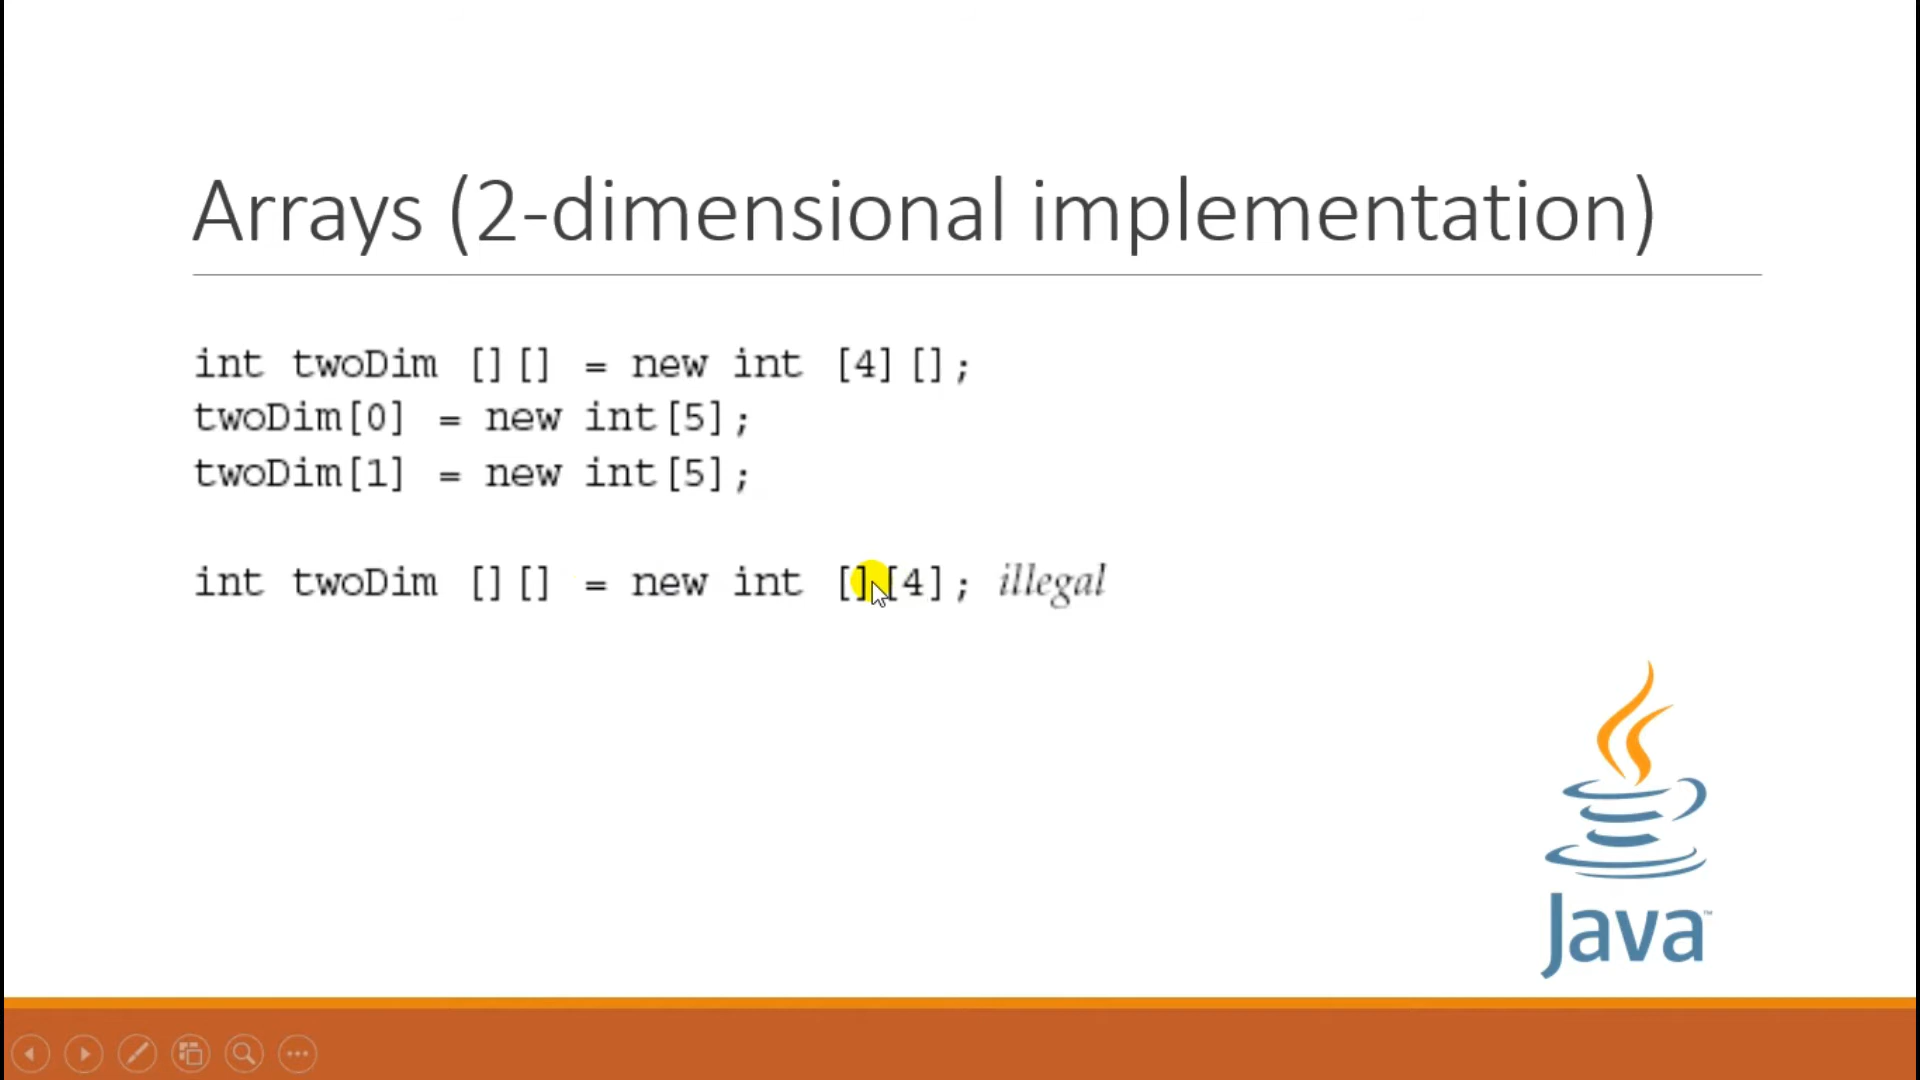 Arrays (2-dimensional implementation)
int twoDim [][] = new int [4][];
twoDim[0] = new int[5];
twoDim[1] = new int[5];
int twoDim [][] = new int [][4]; illegal
Java™